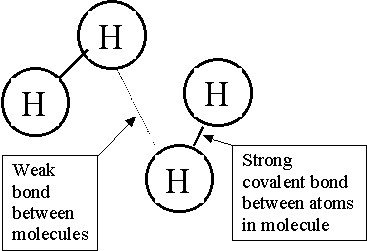 H
H
H
H
Weak
bond
between
molecules
Strong
covalent bond
between atoms
in molecule